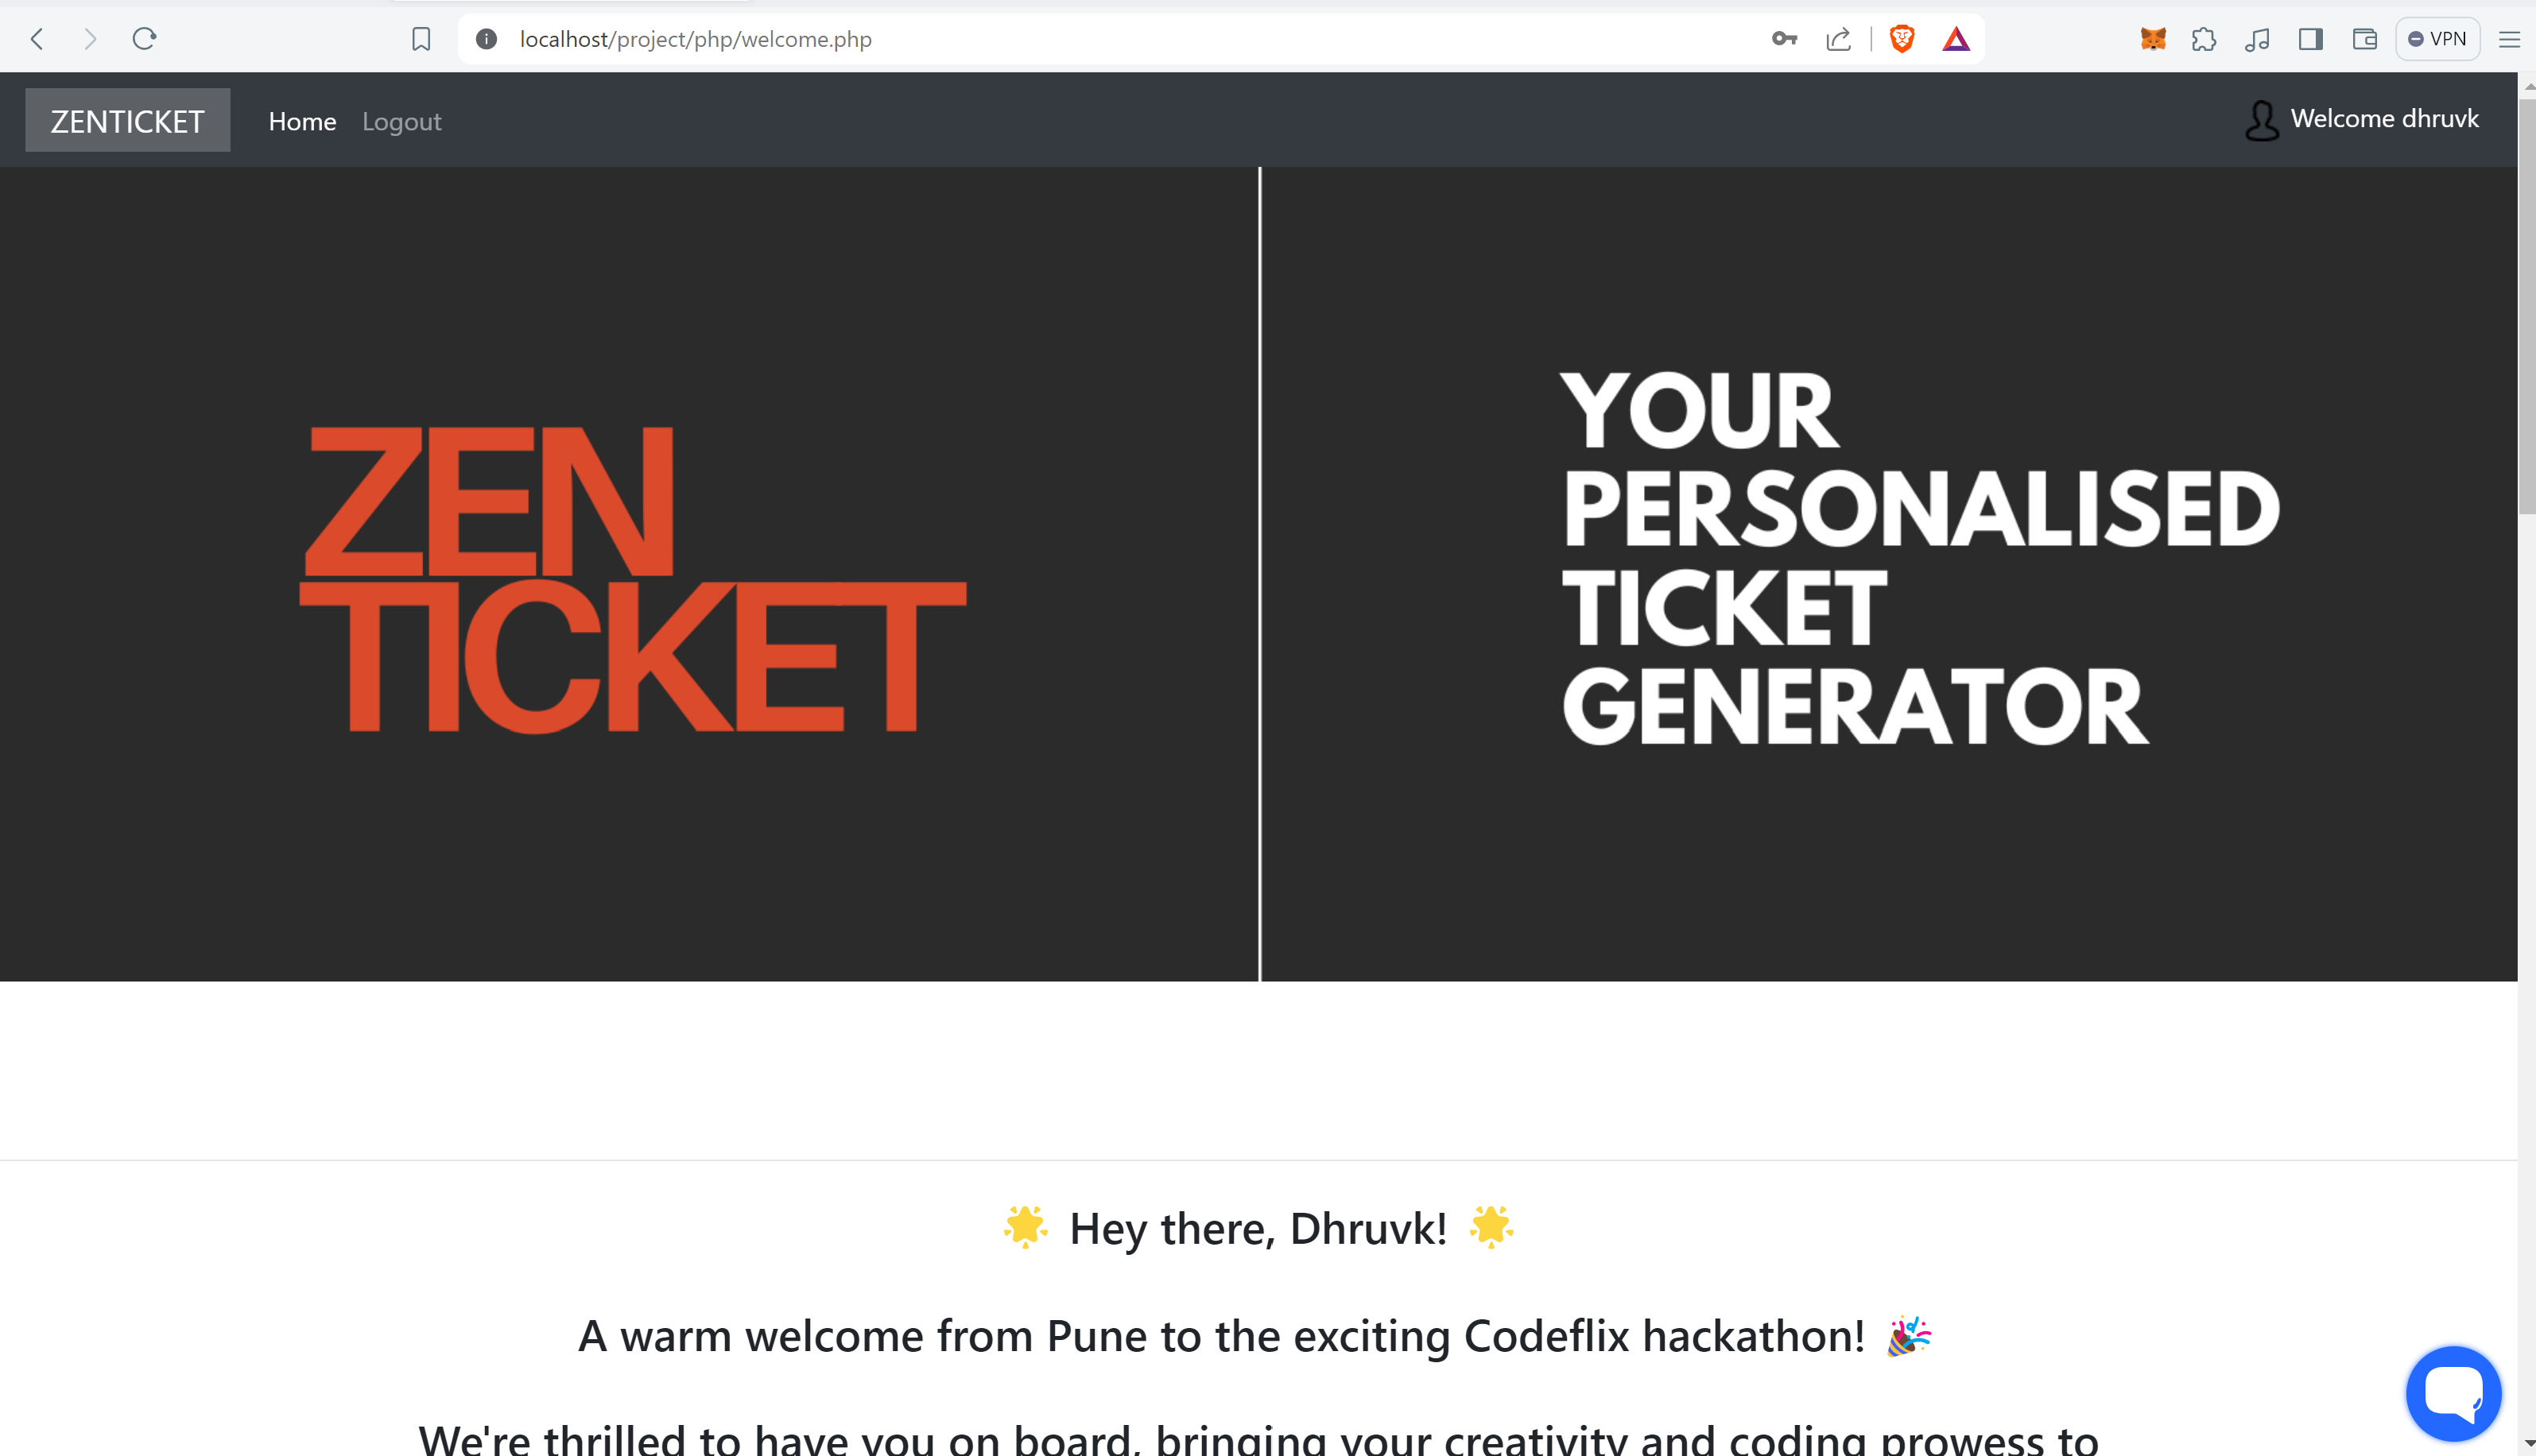 localhost/project/php/welcome.php
VPN
ZENTICKET Home Logout
Welcome dhruvk
ZEN
TICKET
YOUR
PERSONALISED
TICKET
GENERATOR
🌟 Hey there, Dhruvk! 🌟
A warm welcome from Pune to the exciting Codeflix hackathon! 🎉
We're thrilled to have you on board, bringing your creativity and coding prowess to